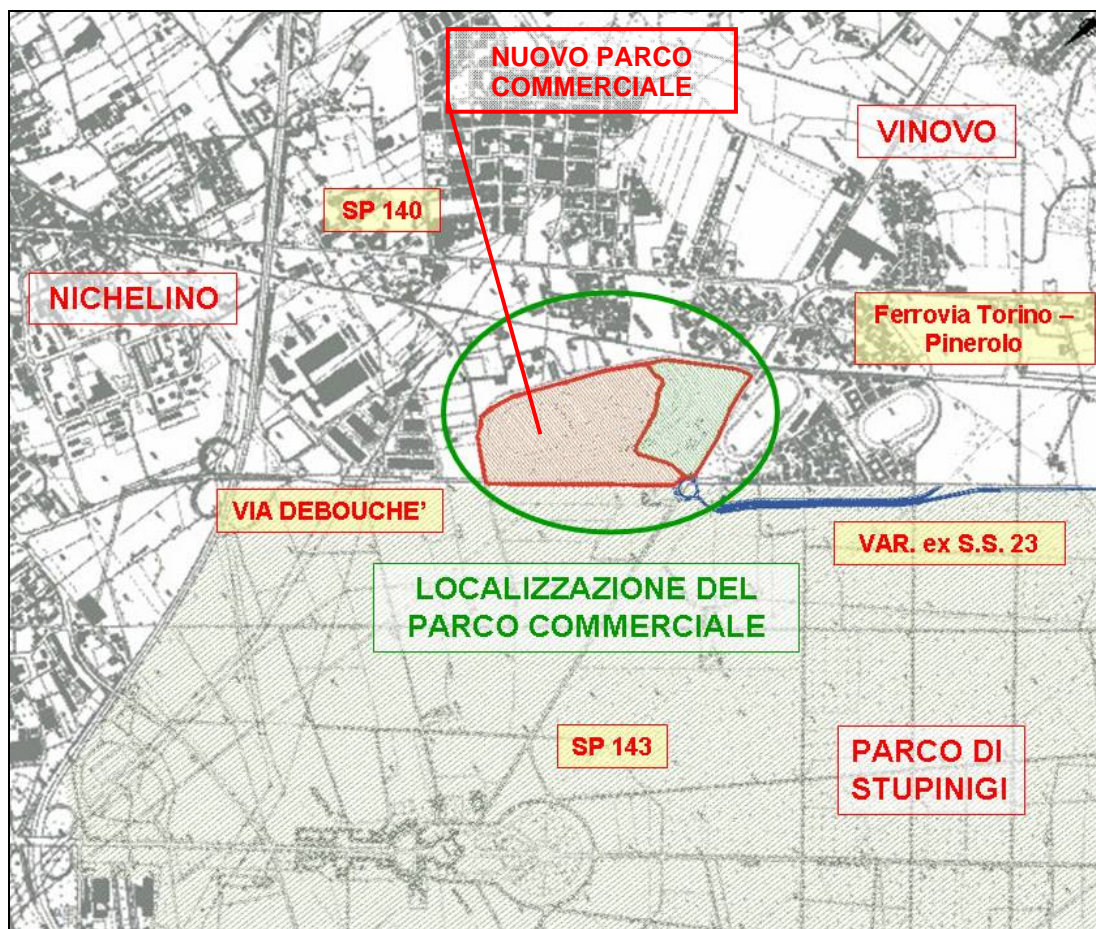 NUOVO PARCO
COMMERCIALE
VINOVO
SP 140
NICHELINO
Ferrovia Torino –
Pinerolo
VIA DEBOUCHE’
VAR. ex S.S. 23
LOCALIZZAZIONE DEL
PARCO COMMERCIALE
SP 143
PARCO DI
STUPINIGI